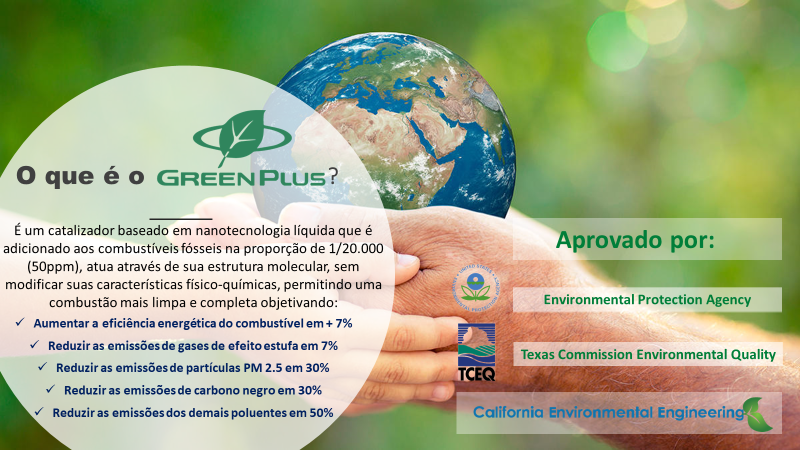 O que é o GREENPLUS?
É um catalizador baseado em nanotecnologia líquida que é
adicionado aos combustíveis fósseis na proporção de 1/20.000
(50ppm), atua através de sua estrutura molecular, sem
modificar suas características físico-químicas, permitindo uma
combustão mais limpa e completa objetivando:
✓ Aumentar a eficiência energética do combustível em + 7%
✓ Reduzir as emissões de gases de efeito estufa em 7%
✓ Reduzir as emissões de partículas PM 2.5 em 30%
✓ Reduzir as emissões de carbono negro em 30%
✓ Reduzir as emissões dos demais poluentes em 50%
Aprovado por:
Environmental Protection Agency
Texas Commission Environmental Quality
TCEQ
California Environmental Engineering